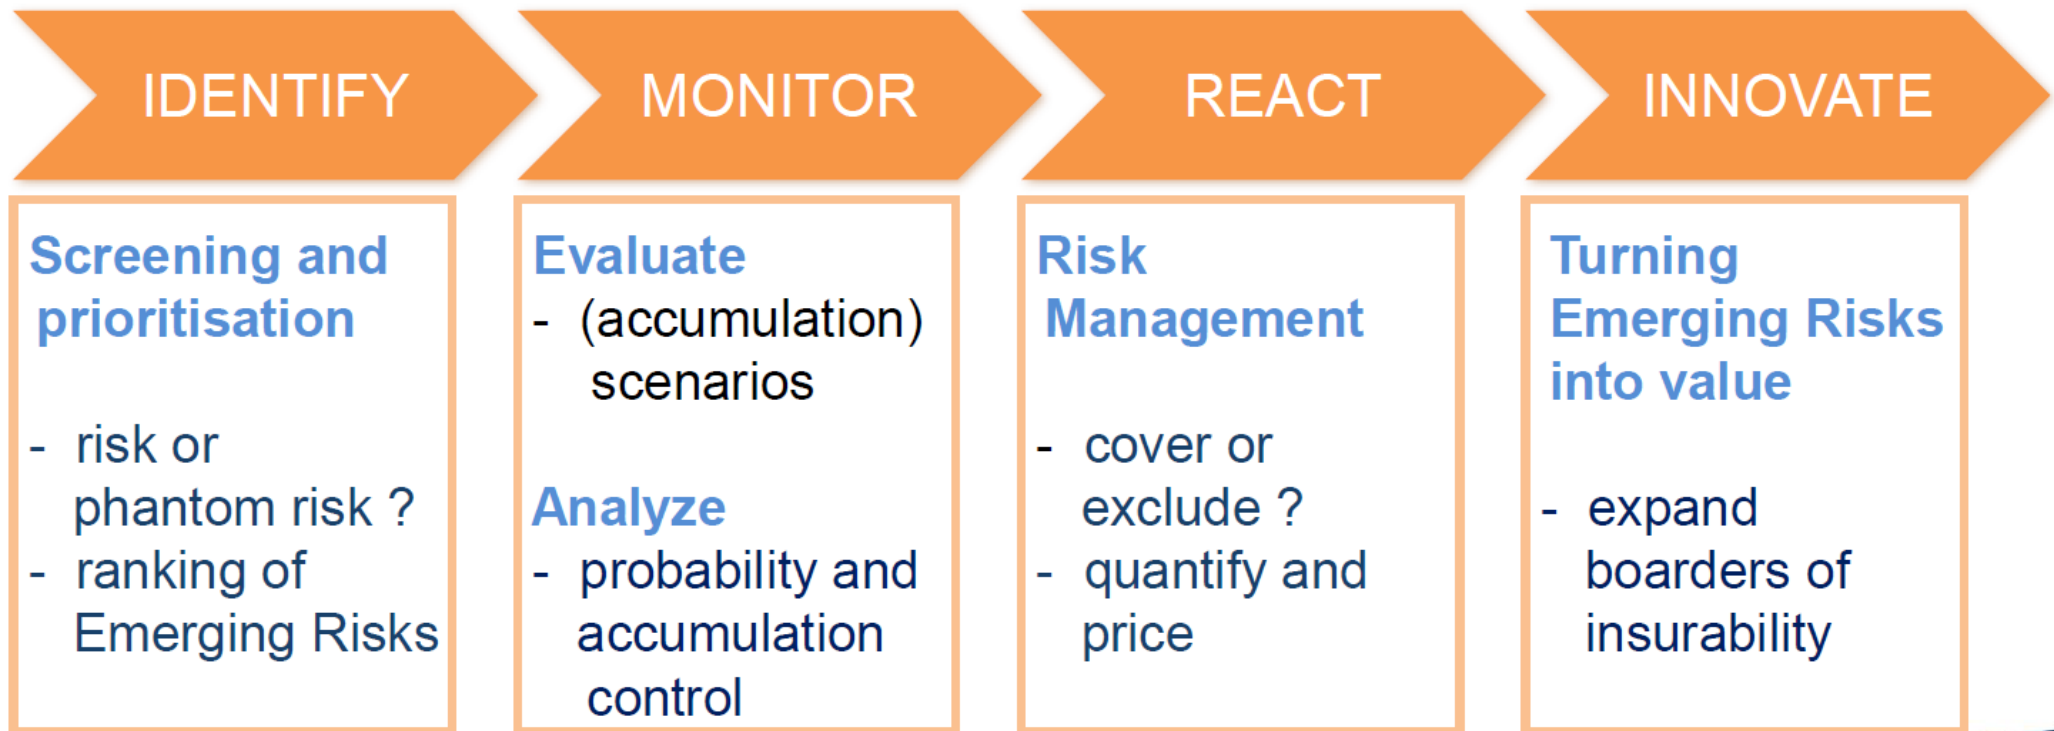 IDENTIFY
MONITOR
REACT
INNOVATE
Screening and
prioritisation
- risk or
phantom risk ?
- ranking of
Emerging Risks
Evaluate
- (accumulation)
scenarios
Analyze
- probability and
accumulation
control
Risk
Management
- cover or
exclude ?
- quantify and
price
Turning
Emerging Risks
into value
- expand
boarders of
insurability